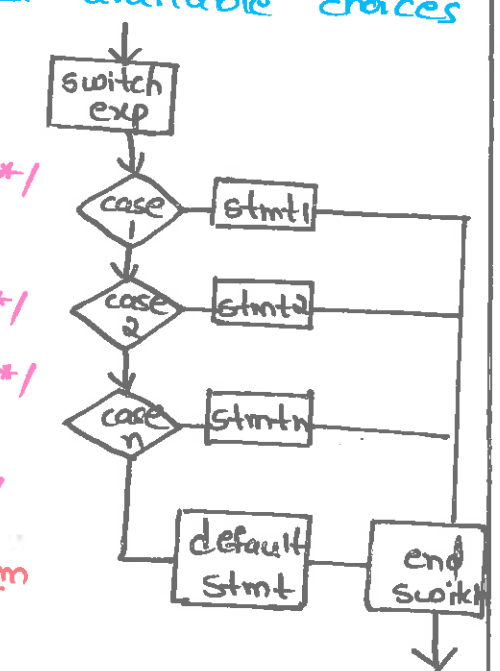 available choices
switch
exp
*/
case
1
stmt1
*/
case
2
stmt2
*/
case
n
stmtn
/
default
stmt
end
switch
m